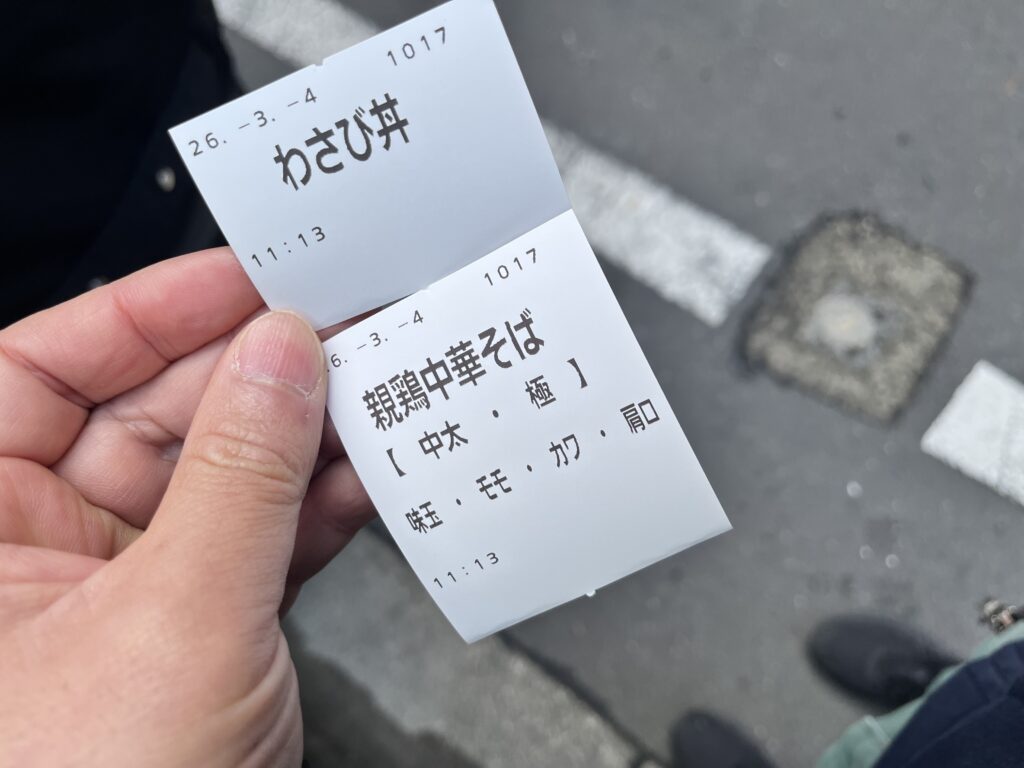 1017
26.-3.-4
わさび丼
11:13
1017
6.-3.-4
親鶏中華そば
【 中太 ・ 極 】
味玉 ・ モモ ・ カワ ・ 肩口
11:13